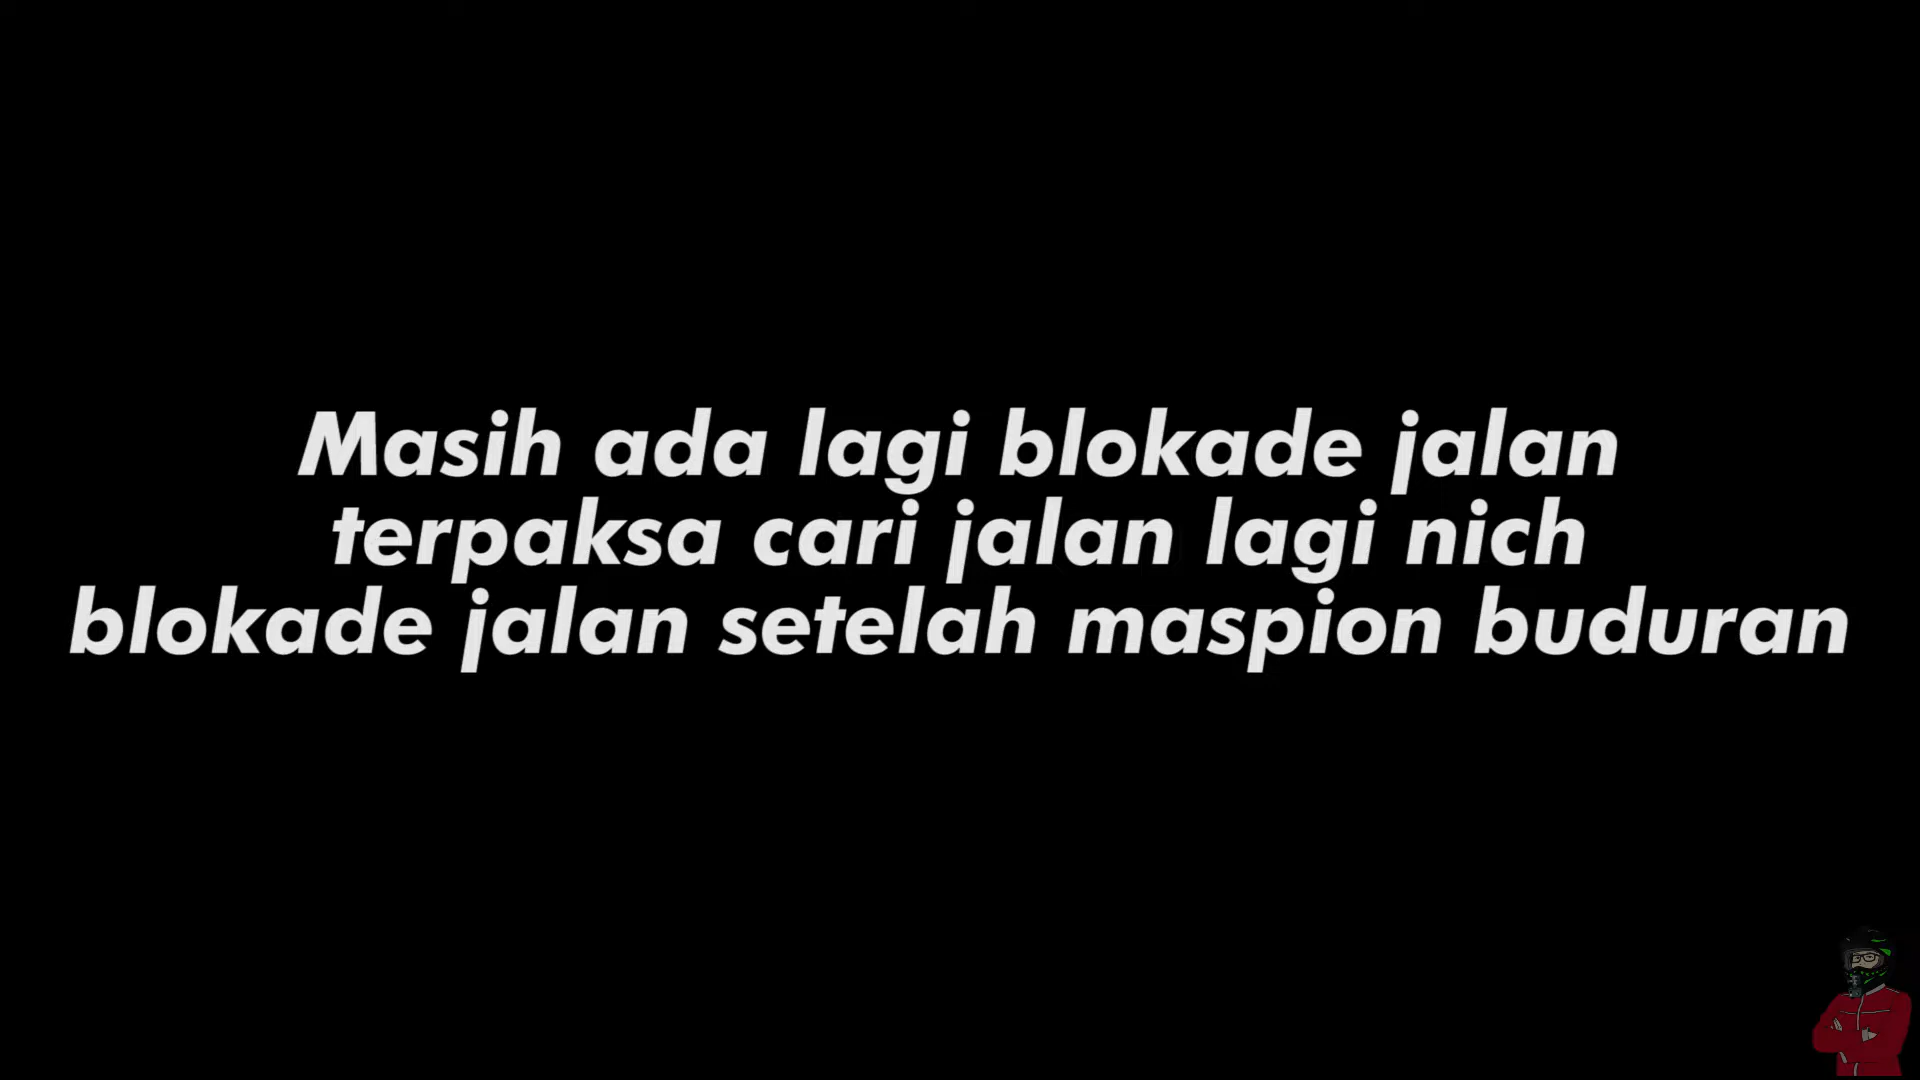 Masih ada lagi blokade jalan
terpaksa cari jalan lagi nich
blokade jalan setelah maspion buduran